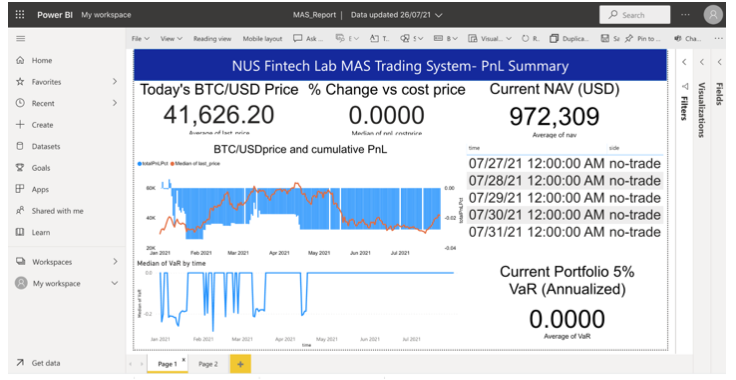 Power BI My workspace
MAS_Report | Data updated 26/07/21
Search
File View Reading view Mobile layout Ask ... Visual... Duplica... Pin to ... Cha...
Home
Favorites
Recent
Create
Datasets
Goals
Apps
Shared with me
Learn
Workspaces
My workspace
Get data
NUS Fintech Lab MAS Trading System- PnL Summary
Today's BTC/USD Price
41,626.20
Average of last_price
% Change vs cost price
0.0000
Median of pnl_costprice
Current NAV (USD)
972,309
Average of nav
BTC/USDprice and cumulative PnL
totalPnLPct Median of last_price
60K
40K
20K
0.00
-0.02
-0.04
totalPnLPct
Jan 2021 Feb 2021 Mar 2021 Apr 2021 May 2021 Jun 2021 Jul 2021
Median of VaR by time
Median of VaR
0.0
-0.2
Jan 2021 Feb 2021 Mar 2021 Apr 2021 May 2021 Jun 2021 Jul 2021
time
time side
07/27/21 12:00:00 AM no-trade
07/28/21 12:00:00 AM no-trade
07/29/21 12:00:00 AM no-trade
07/30/21 12:00:00 AM no-trade
07/31/21 12:00:00 AM no-trade
Current Portfolio 5%
VaR (Annualized)
0.0000
Average of VaR
Filters
Visualizations
Fields
Page 1 Page 2